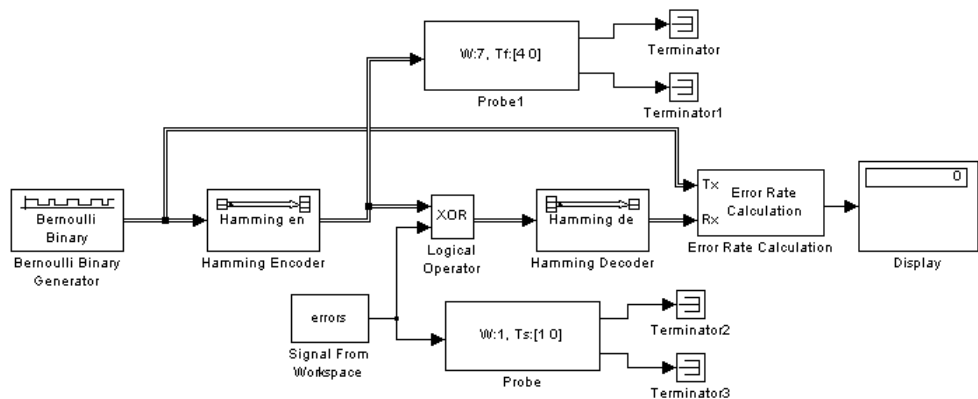 W:7, Tf:[4 0]
Probe1
Terminator
Terminator1
Bernoulli
Binary
Bernoulli Binary
Generator
Hamming en
Hamming Encoder
XOR
Logical
Operator
Hamming de
Hamming Decoder
Tx
Rx
Error Rate
Calculation
Error Rate Calculation
0
Display
errors
Signal From
Workspace
W:1, Ts:[1 0]
Probe
Terminator2
Terminator3